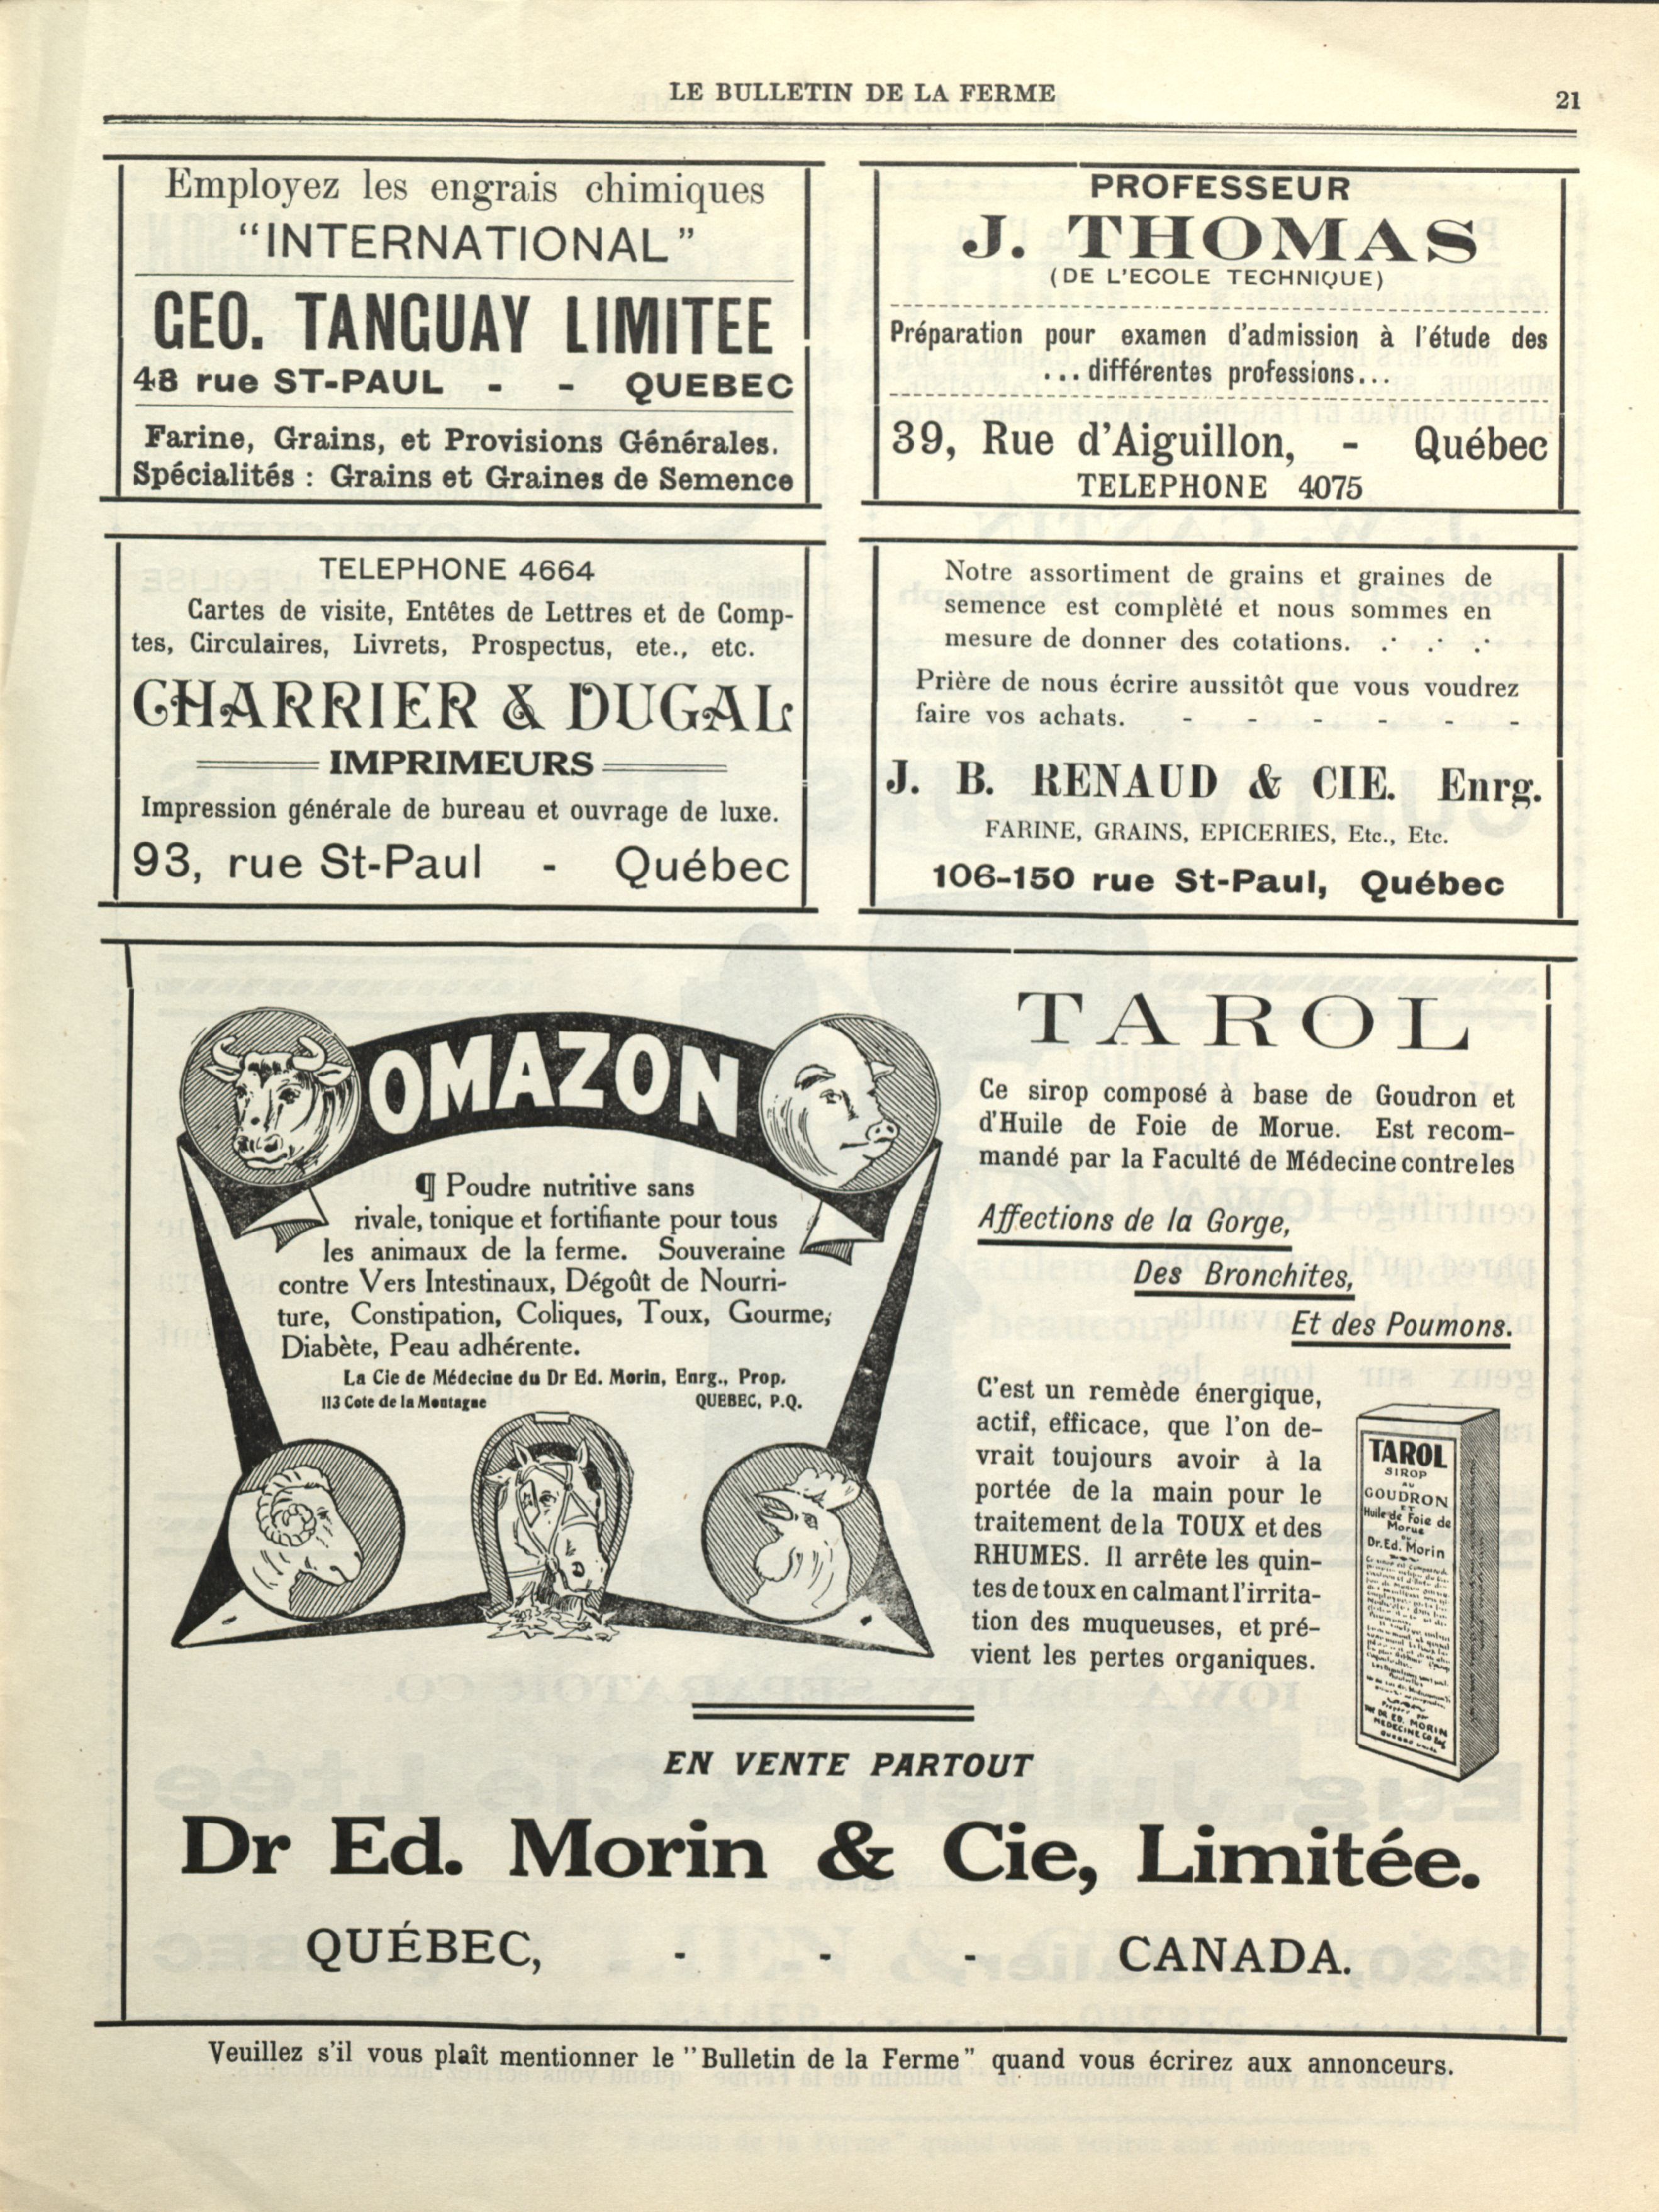 LE BULLETIN DE LA FERME
21
Employez les engrais chimiques
"INTERNATIONAL"
GEO. TANGUAY LIMITEE
48 rue ST-PAUL - - QUEBEC
Farine, Grains, et Provisions Générales.
Spécialités : Grains et Graines de Semence
PROFESSEUR
J. THOMAS
(DE L'ECOLE TECHNIQUE)
Préparation pour examen d'admission à l'étude des
...différentes professions...
39, Rue d'Aiguillon, - Québec
TELEPHONE 4075
TELEPHONE 4664
Cartes de visite, Entêtes de Lettres et de Comp-
tes, Circulaires, Livrets, Prospectus, ete., etc.
CHARRIER & DUGAL
IMPRIMEURS
Impression générale de bureau et ouvrage de luxe.
93, rue St-Paul - Québec
Notre assortiment de grains et graines de
semence est complèté et nous sommes en
mesure de donner des cotations. .· .· .·
Prière de nous écrire aussitôt que vous voudrez
faire vos achats. - - - - - -
J. B. RENAUD & CIE. Enrg.
FARINE, GRAINS, EPICERIES, Etc., Etc.
106-150 rue St-Paul, Québec
OMAZON
¶ Poudre nutritive sans
rivale, tonique et fortifiante pour tous
les animaux de la ferme. Souveraine
contre Vers Intestinaux, Dégoût de Nourri-
ture, Constipation, Coliques, Toux, Gourme,
Diabète, Peau adhérente.
La Cie de Médecine du Dr Ed. Morin, Enrg., Prop.
113 Cote de la Montagne QUEBEC, P.Q.
TAROL
Ce sirop composé à base de Goudron et
d'Huile de Foie de Morue. Est recom-
mandé par la Faculté de Médecine contre les
Affections de la Gorge,
Des Bronchites,
Et des Poumons.
C'est un remède énergique,
actif, efficace, que l'on de-
vrait toujours avoir à la
portée de la main pour le
traitement de la TOUX et des
RHUMES. Il arrête les quin-
tes de toux en calmant l'irrita-
tion des muqueuses, et pré-
vient les pertes organiques.
TAROL
SIROP
AU
GOUDRON
ET
Huile de Foie de
Morue
DU
Dr. Ed. Morin
DR ED. MORIN
MEDECINE CO
EN VENTE PARTOUT
Dr Ed. Morin & Cie, Limitée.
QUÉBEC, - - - CANADA.
Veuillez s'il vous plaît mentionner le "Bulletin de la Ferme" quand vous écrirez aux annonceurs.